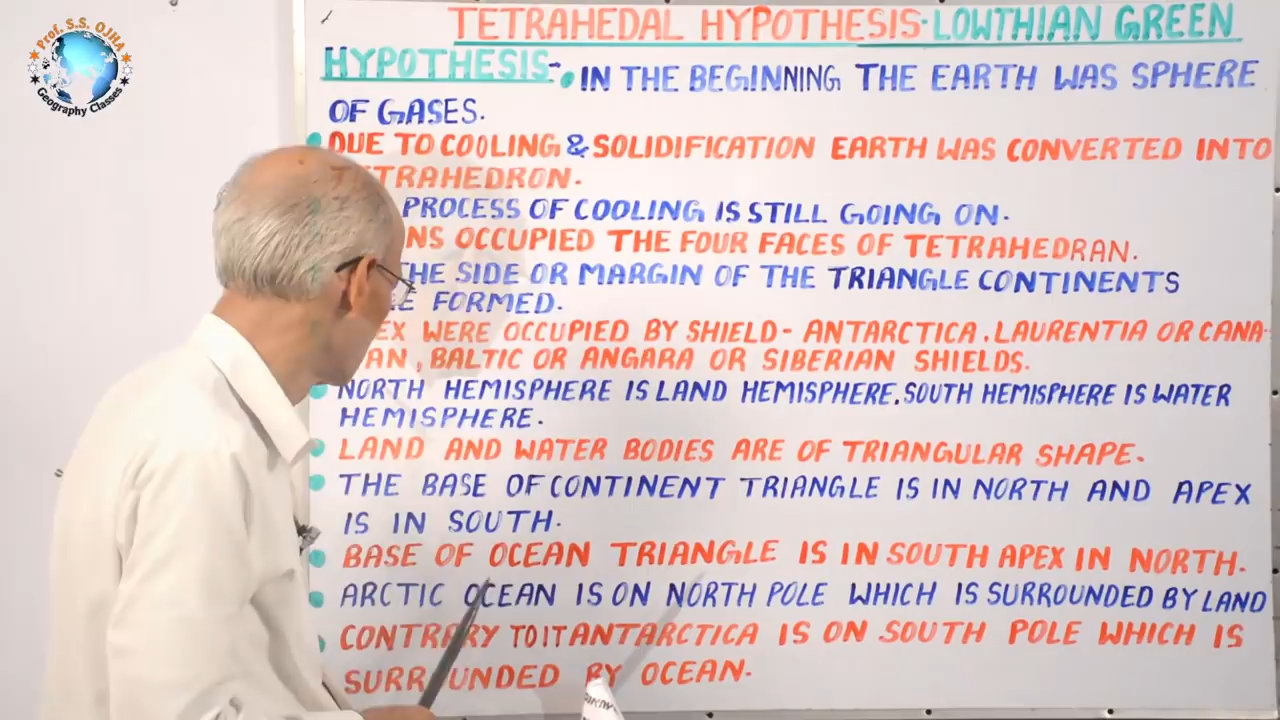 Prof. S.S. OJHA
Geography Classes
TETRAHEDAL HYPOTHESIS-LOWTHIAN GREEN
HYPOTHESIS-
• IN THE BEGINNING THE EARTH WAS SPHERE
OF GASES.
• DUE TO COOLING & SOLIDIFICATION EARTH WAS CONVERTED INTO
TETRAHEDRON.
PROCESS OF COOLING IS STILL GOING ON.
OCCUPIED THE FOUR FACES OF TETRAHEDRAN.
THE SIDE OR MARGIN OF THE TRIANGLE CONTINENTS
FORMED.
WERE OCCUPIED BY SHIELD- ANTARCTICA. LAURENTIA OR CANA-
, BALTIC OR ANGARA OR SIBERIAN SHIELDS.
• NORTH HEMISPHERE IS LAND HEMISPHERE. SOUTH HEMISPHERE IS WATER
HEMISPHERE.
• LAND AND WATER BODIES ARE OF TRIANGULAR SHAPE.
• THE BASE OF CONTINENT TRIANGLE IS IN NORTH AND APEX
IS IN SOUTH.
• BASE OF OCEAN TRIANGLE IS IN SOUTH APEX IN NORTH.
• ARCTIC OCEAN IS ON NORTH POLE WHICH IS SURROUNDED BY LAND
• CONTRARY TO IT ANTARCTICA IS ON SOUTH POLE WHICH IS
SURROUNDED BY OCEAN.